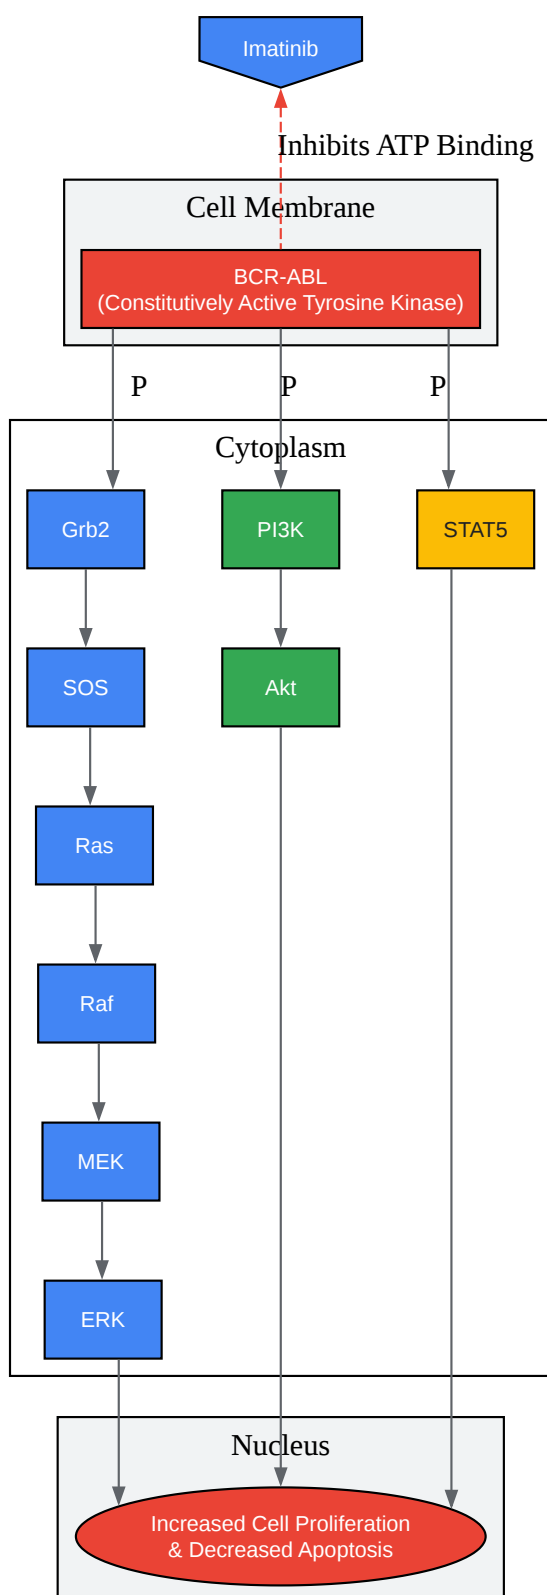 Imatinib
Inhibits ATP Binding
Cell Membrane
BCR-ABL
(Constitutively Active Tyrosine Kinase)
P P P
Cytoplasm
Grb2 PI3K STAT5
SOS Akt
Ras
Raf
MEK
ERK
Nucleus
Increased Cell Proliferation
& Decreased Apoptosis